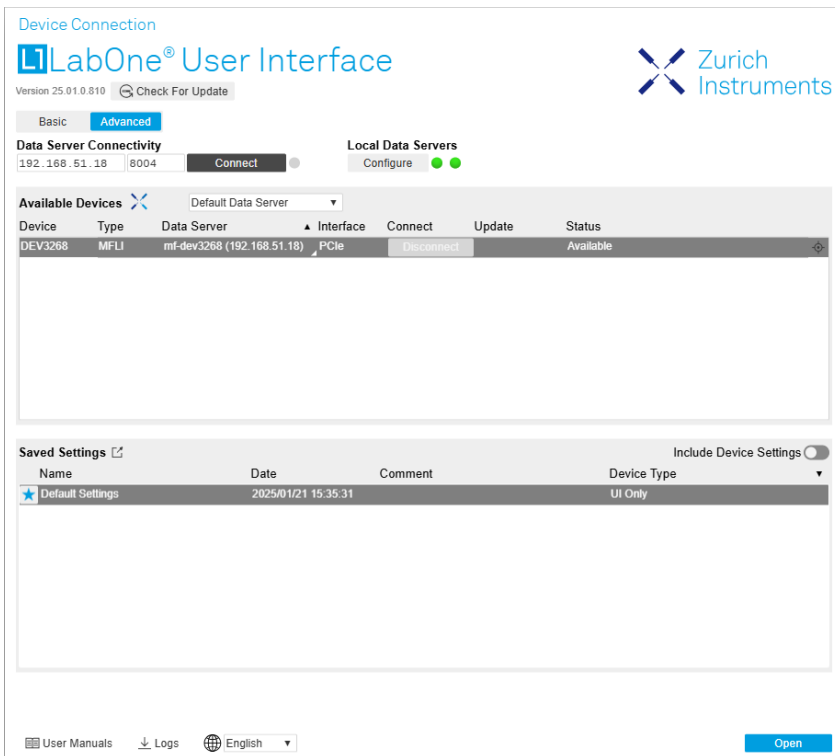 Device Connection
L1 LabOne® User Interface
Zurich
Instruments
Version 25.01.0.810 Check For Update
Basic Advanced
Data Server Connectivity Local Data Servers
192.168.51.18 8004 Connect Configure
Available Devices Default Data Server ▼
Device Type Data Server ▲ Interface Connect Update Status
DEV3268 MFLI mf-dev3268 (192.168.51.18) PCIe Disconnect Available
Saved Settings Include Device Settings
Name Date Comment Device Type ▼
Default Settings 2025/01/21 15:35:31 UI Only
User Manuals Logs English ▼ Open